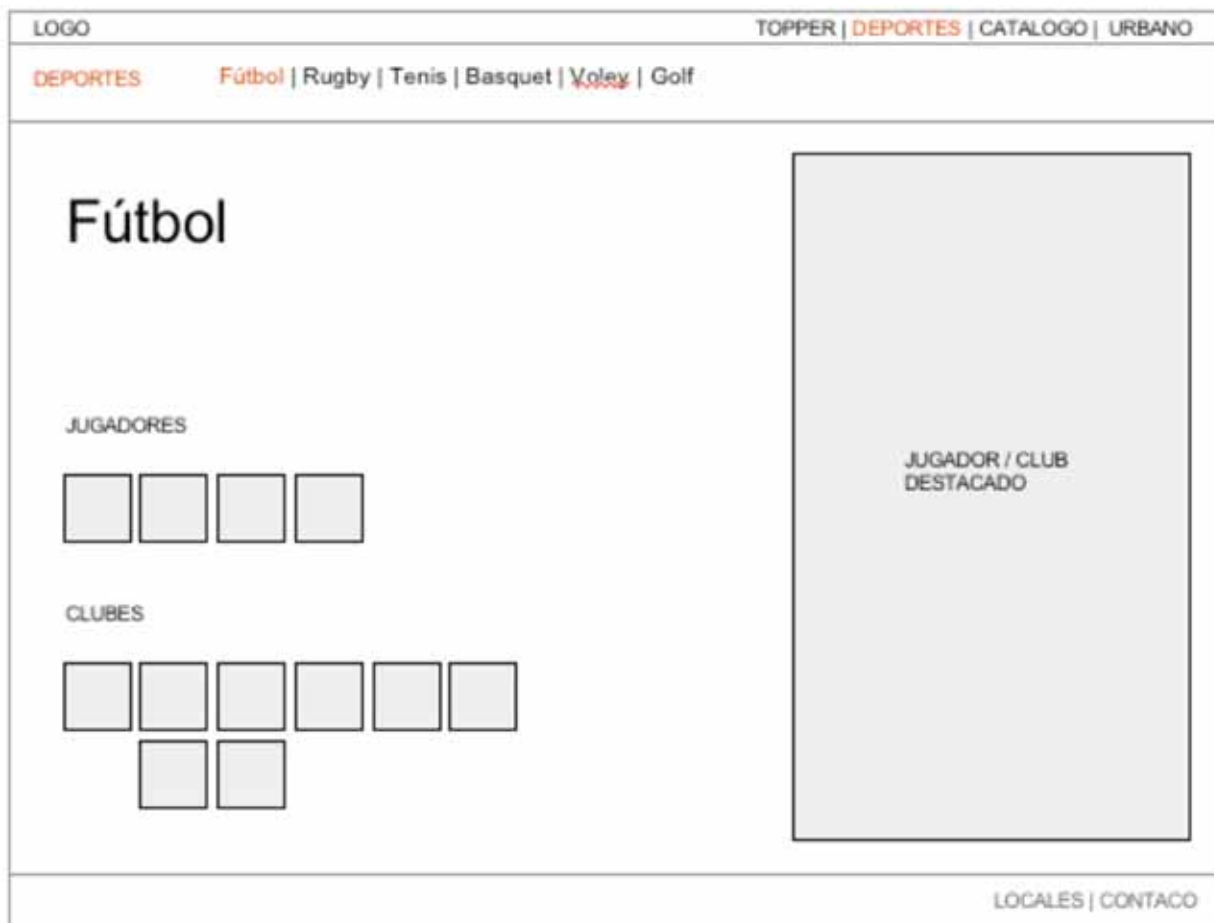 LOGO
TOPPER | DEPORTES | CATALOGO | URBANO
DEPORTES
Fútbol | Rugby | Tenis | Basquet | Voley | Golf
Fútbol
JUGADORES
JUGADOR / CLUB
DESTACADO
CLUBES
LOCALES | CONTACO